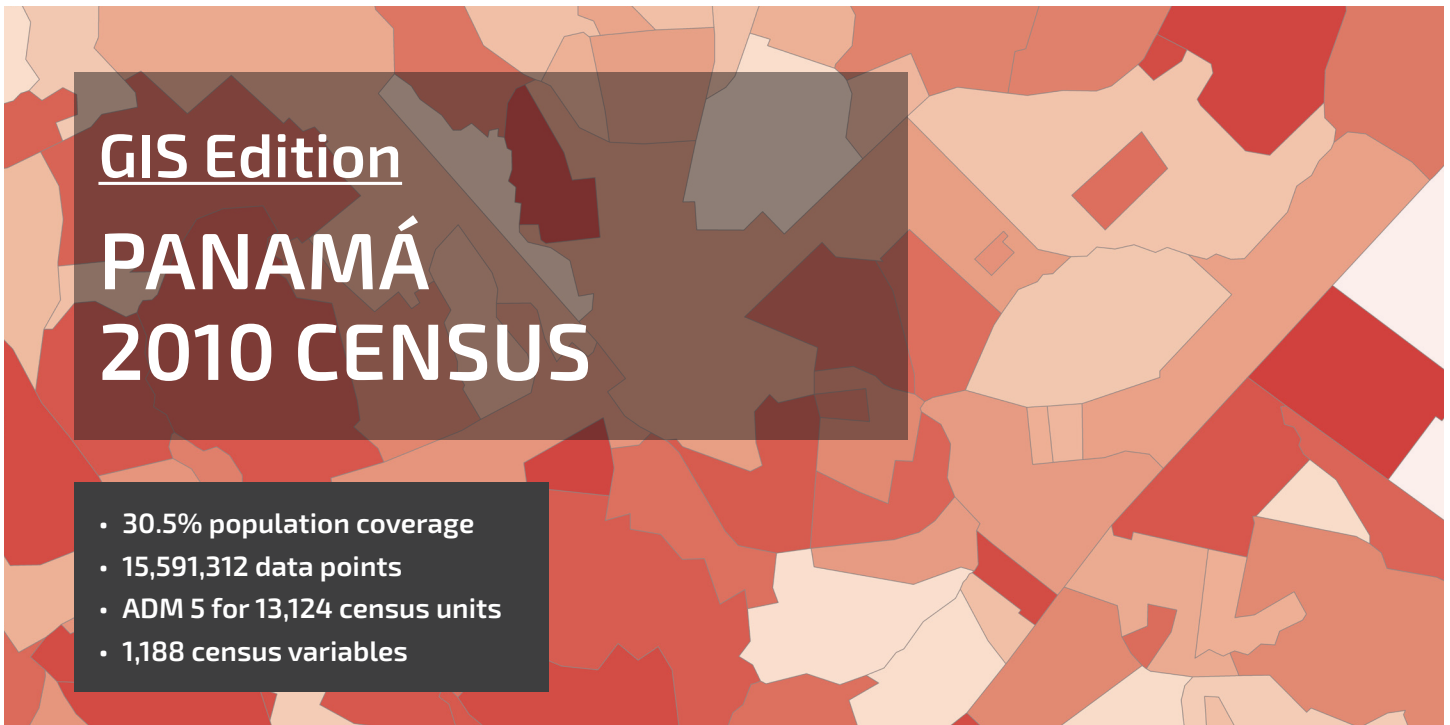 GIS Edition
PANAMÁ
2010 CENSUS
• 30.5% population coverage
• 15,591,312 data points
• ADM 5 for 13,124 census units
• 1,188 census variables